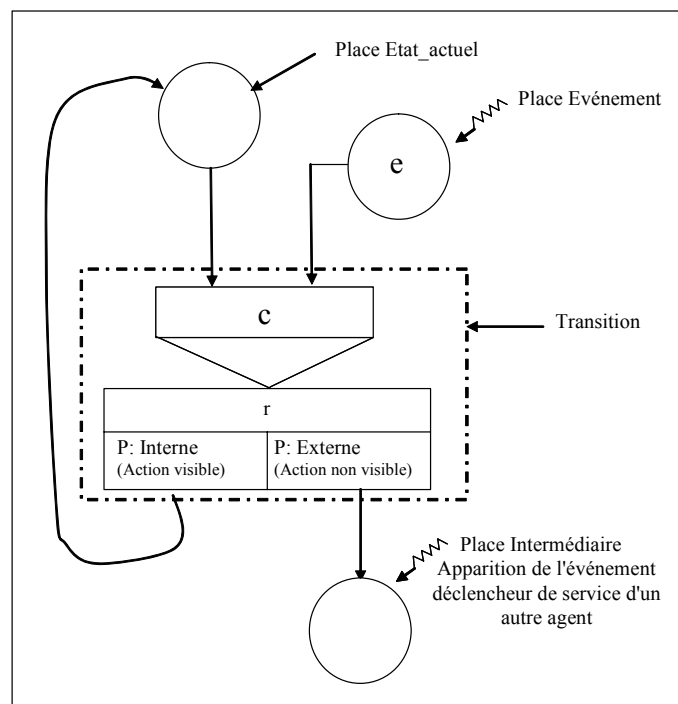 Place Etat_actuel
Place Evénement
e
c
Transition
r
P: Interne
(Action visible)
P: Externe
(Action non visible)
Place Intermédiaire
Apparition de l'événement
déclencheur de service d'un
autre agent